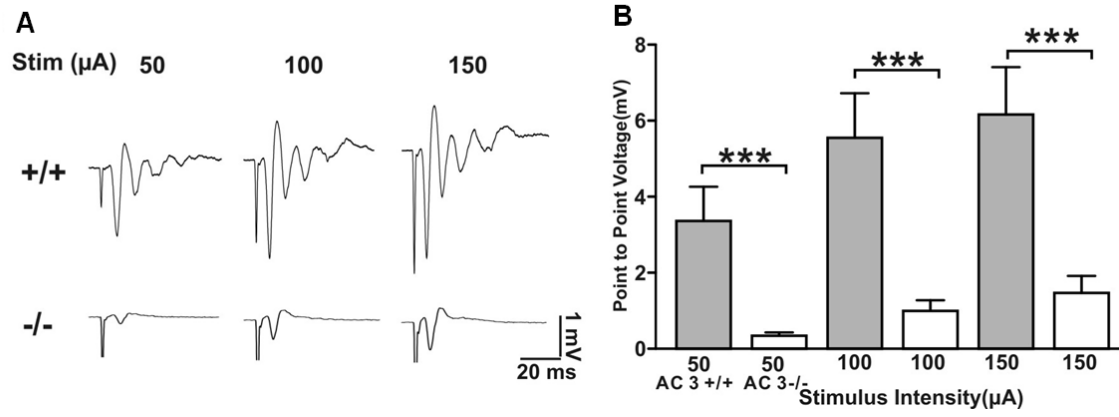 A
Stim (µA) 50 100 150
+/+
-/-
1 mV
20 ms
B
Point to Point Voltage(mV)
8
6
4
2
0
*** *** ***
50 50 100 100 150 150
AC 3 +/+ AC 3-/-
Stimulus Intensity(µA)